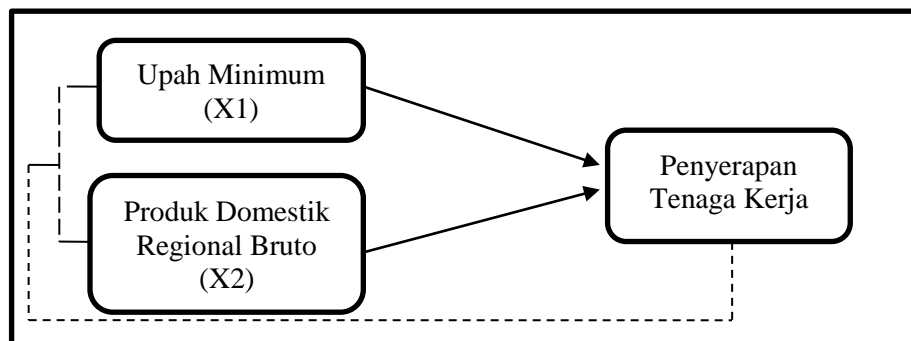 Upah Minimum
(X1)
Produk Domestik
Regional Bruto
(X2)
Penyerapan
Tenaga Kerja